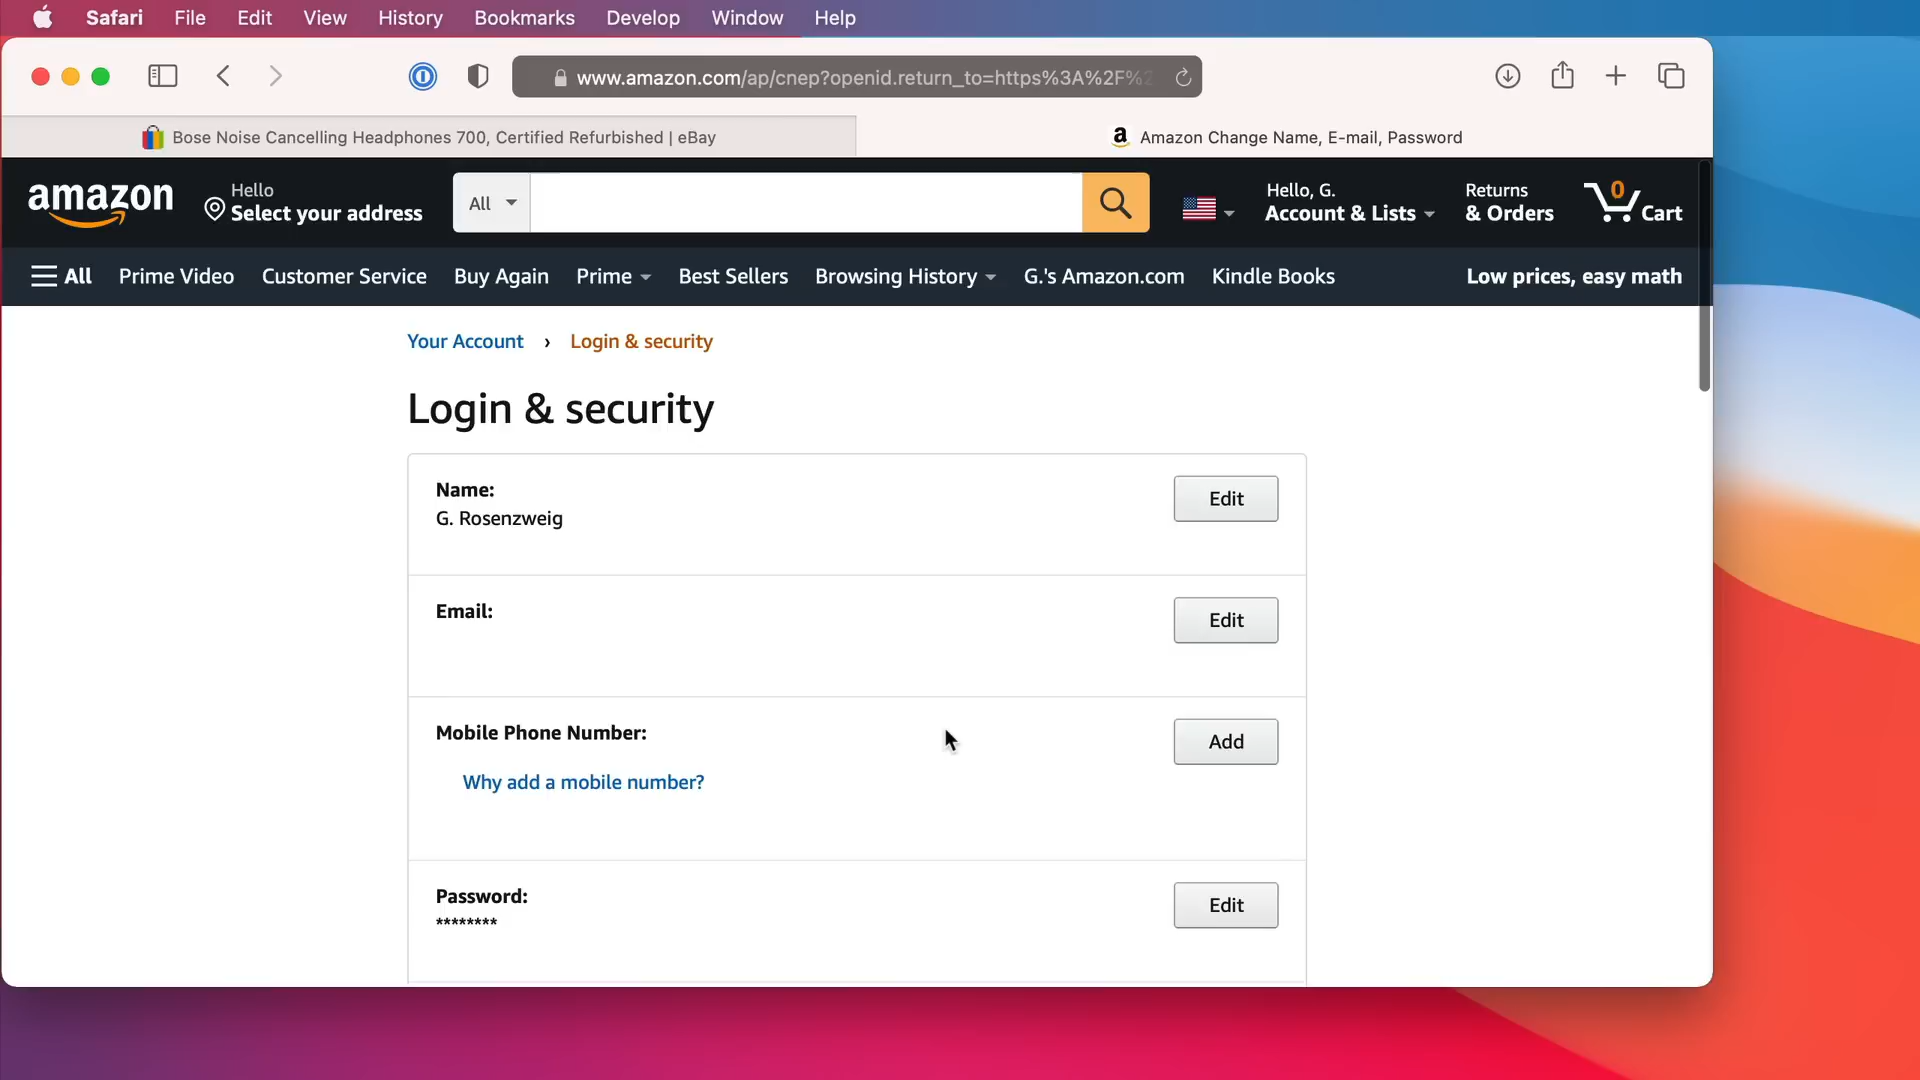 Safari File Edit View History Bookmarks Develop Window Help
www.amazon.com/ap/cnep?openid.return_to=https%3A%2F%2
Bose Noise Cancelling Headphones 700, Certified Refurbished | eBay
a Amazon Change Name, E-mail, Password
amazon
Hello
Select your address
All
Hello, G.
Account & Lists
Returns
& Orders
0
Cart
All Prime Video Customer Service Buy Again Prime Best Sellers Browsing History G.'s Amazon.com Kindle Books Low prices, easy math
Your Account › Login & security
Login & security
Name:
G. Rosenzweig
Edit
Email:
Edit
Mobile Phone Number:
Add
Why add a mobile number?
Password:
********
Edit